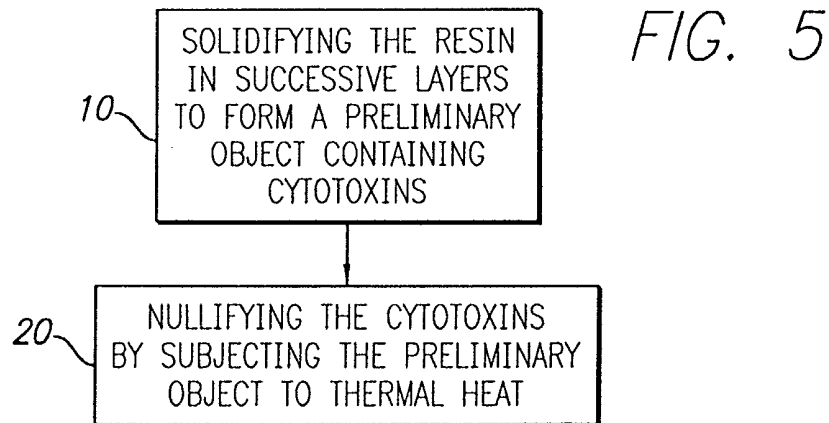 FIG. 5
10
SOLIDIFYING THE RESIN
IN SUCCESSIVE LAYERS
TO FORM A PRELIMINARY
OBJECT CONTAINING
CYTOTOXINS
20
NULLIFYING THE CYTOTOXINS
BY SUBJECTING THE PRELIMINARY
OBJECT TO THERMAL HEAT